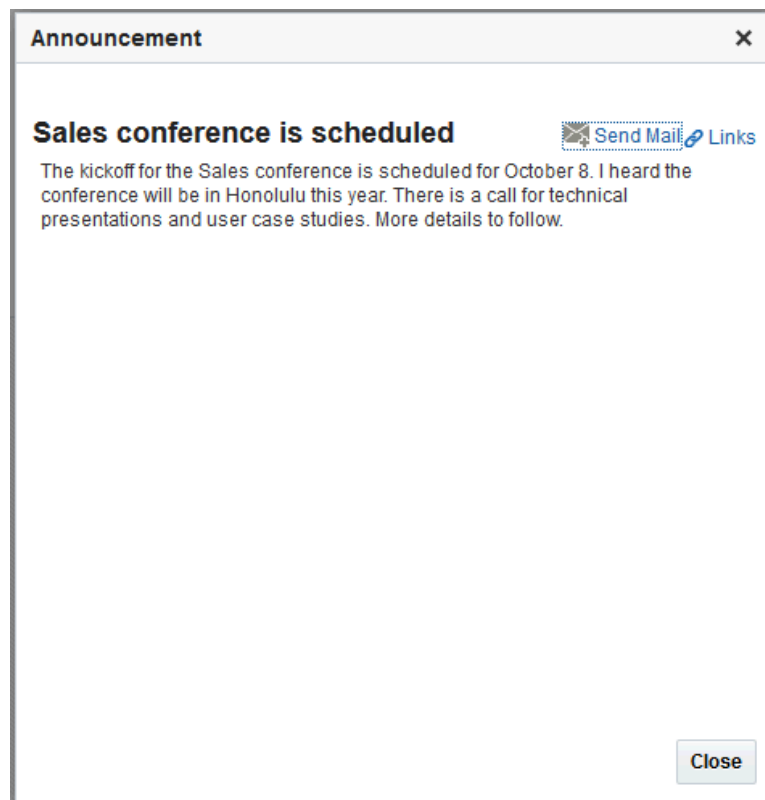 Announcement
Sales conference is scheduled
Send Mail Links
The kickoff for the Sales conference is scheduled for October 8. I heard the
conference will be in Honolulu this year. There is a call for technical
presentations and user case studies. More details to follow.
Close